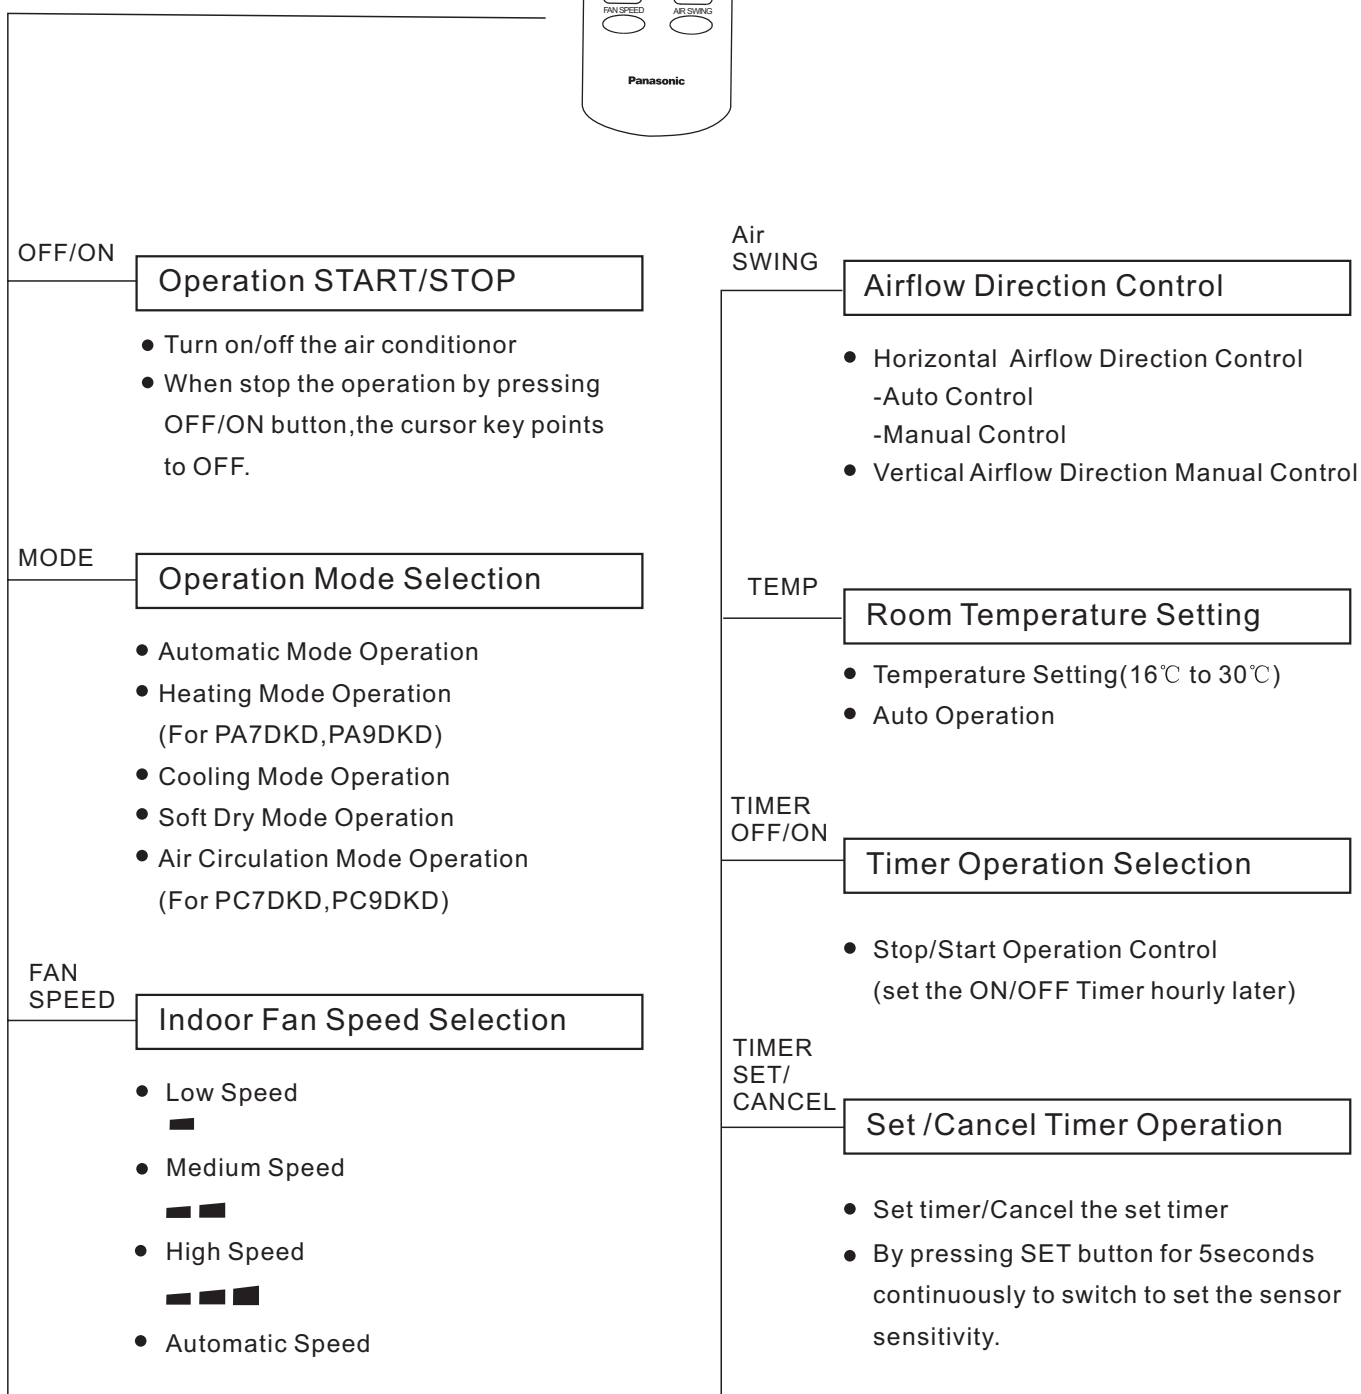 FAN SPEED AIR SWING
Panasonic
OFF/ON
Operation START/STOP
● Turn on/off the air conditionor
● When stop the operation by pressing
OFF/ON button,the cursor key points
to OFF.
MODE
Operation Mode Selection
● Automatic Mode Operation
● Heating Mode Operation
(For PA7DKD,PA9DKD)
● Cooling Mode Operation
● Soft Dry Mode Operation
● Air Circulation Mode Operation
(For PC7DKD,PC9DKD)
FAN
SPEED
Indoor Fan Speed Selection
● Low Speed
● Medium Speed
● High Speed
● Automatic Speed
Air
SWING
Airflow Direction Control
● Horizontal Airflow Direction Control
-Auto Control
-Manual Control
● Vertical Airflow Direction Manual Control
TEMP
Room Temperature Setting
● Temperature Setting(16℃ to 30℃)
● Auto Operation
TIMER
OFF/ON
Timer Operation Selection
● Stop/Start Operation Control
(set the ON/OFF Timer hourly later)
TIMER
SET/
CANCEL
Set /Cancel Timer Operation
● Set timer/Cancel the set timer
● By pressing SET button for 5seconds
continuously to switch to set the sensor
sensitivity.